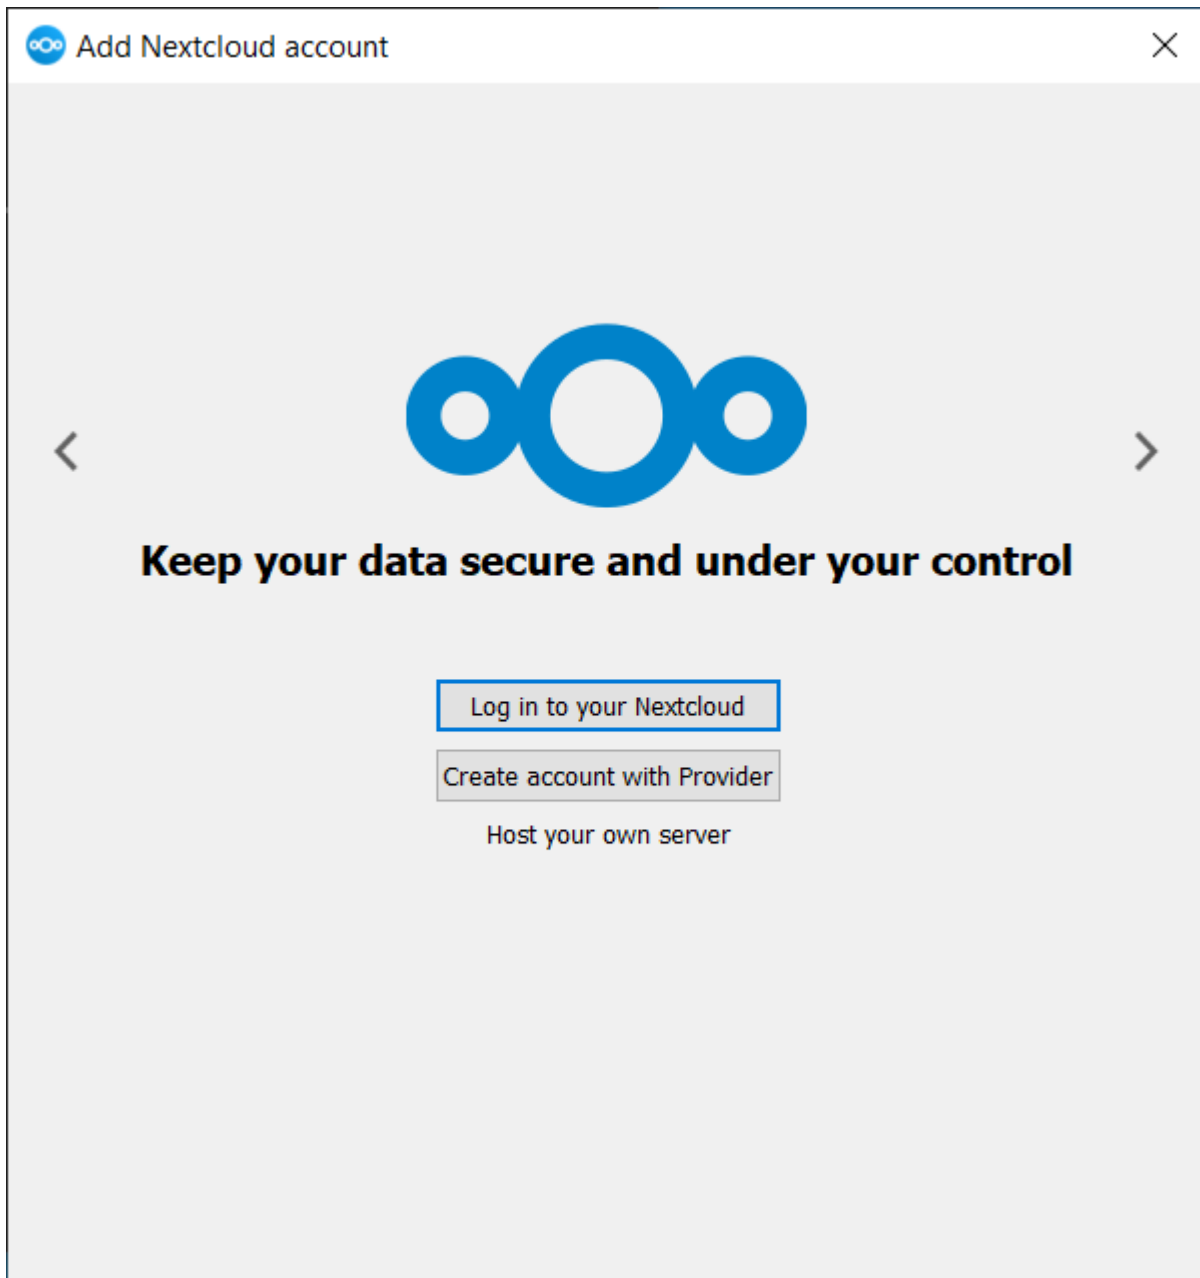 Add Nextcloud account
Keep your data secure and under your control
Log in to your Nextcloud
Create account with Provider
Host your own server